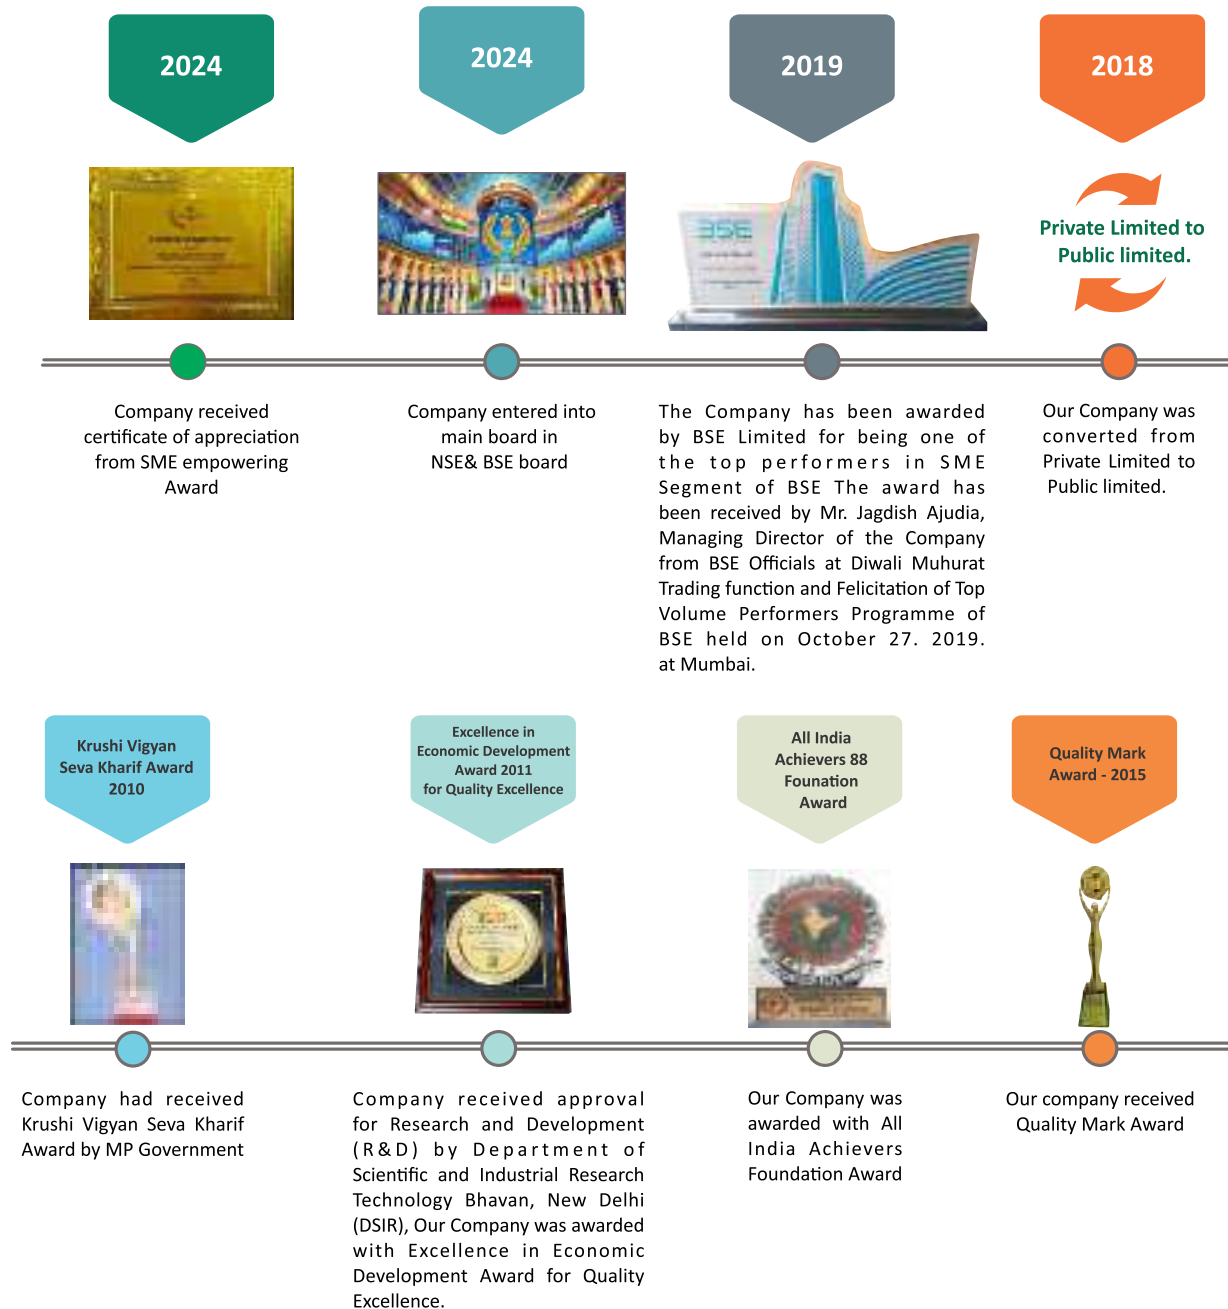 2024
2024
2019
2018
BSE
Private Limited to
Public limited.
Company received
certificate of appreciation
from SME empowering
Award
Company entered into
main board in
NSE& BSE board
The Company has been awarded
by BSE Limited for being one of
the top performers in SME
Segment of BSE The award has
been received by Mr. Jagdish Ajudia,
Managing Director of the Company
from BSE Officials at Diwali Muhurat
Trading function and Felicitation of Top
Volume Performers Programme of
BSE held on October 27. 2019.
at Mumbai.
Our Company was
converted from
Private Limited to
Public limited.
Krushi Vigyan
Seva Kharif Award
2010
Excellence in
Economic Development
Award 2011
for Quality Excellence
All India
Achievers 88
Founation
Award
Quality Mark
Award - 2015
Company had received
Krushi Vigyan Seva Kharif
Award by MP Government
Company received approval
for Research and Development
(R&D) by Department of
Scientific and Industrial Research
Technology Bhavan, New Delhi
(DSIR), Our Company was awarded
with Excellence in Economic
Development Award for Quality
Excellence.
Our Company was
awarded with All
India Achievers
Foundation Award
Our company received
Quality Mark Award